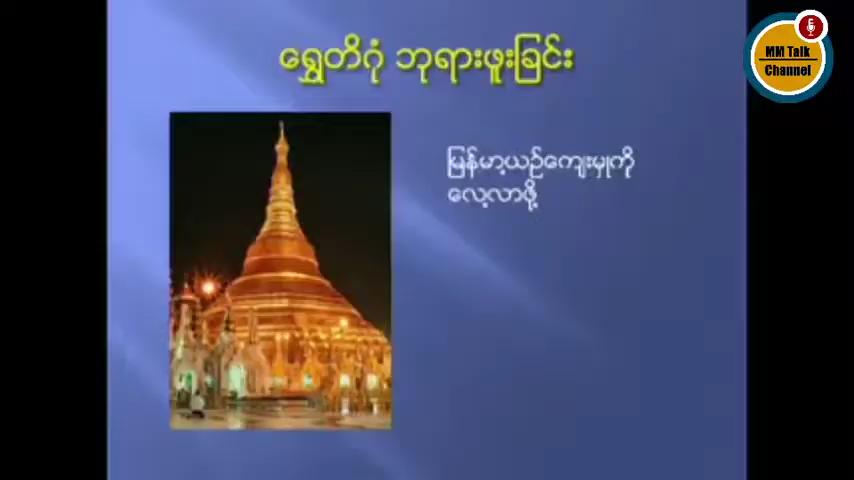 ရွှေတိဂုံ ဘုရားဖူးခြင်း
မြန်မာ့ယဉ်ကျေးမှုကို
လေ့လာဖို့
MM Talk
Channel